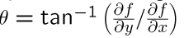 θ = tan⁻¹ (∂f/∂y / ∂f/∂x)